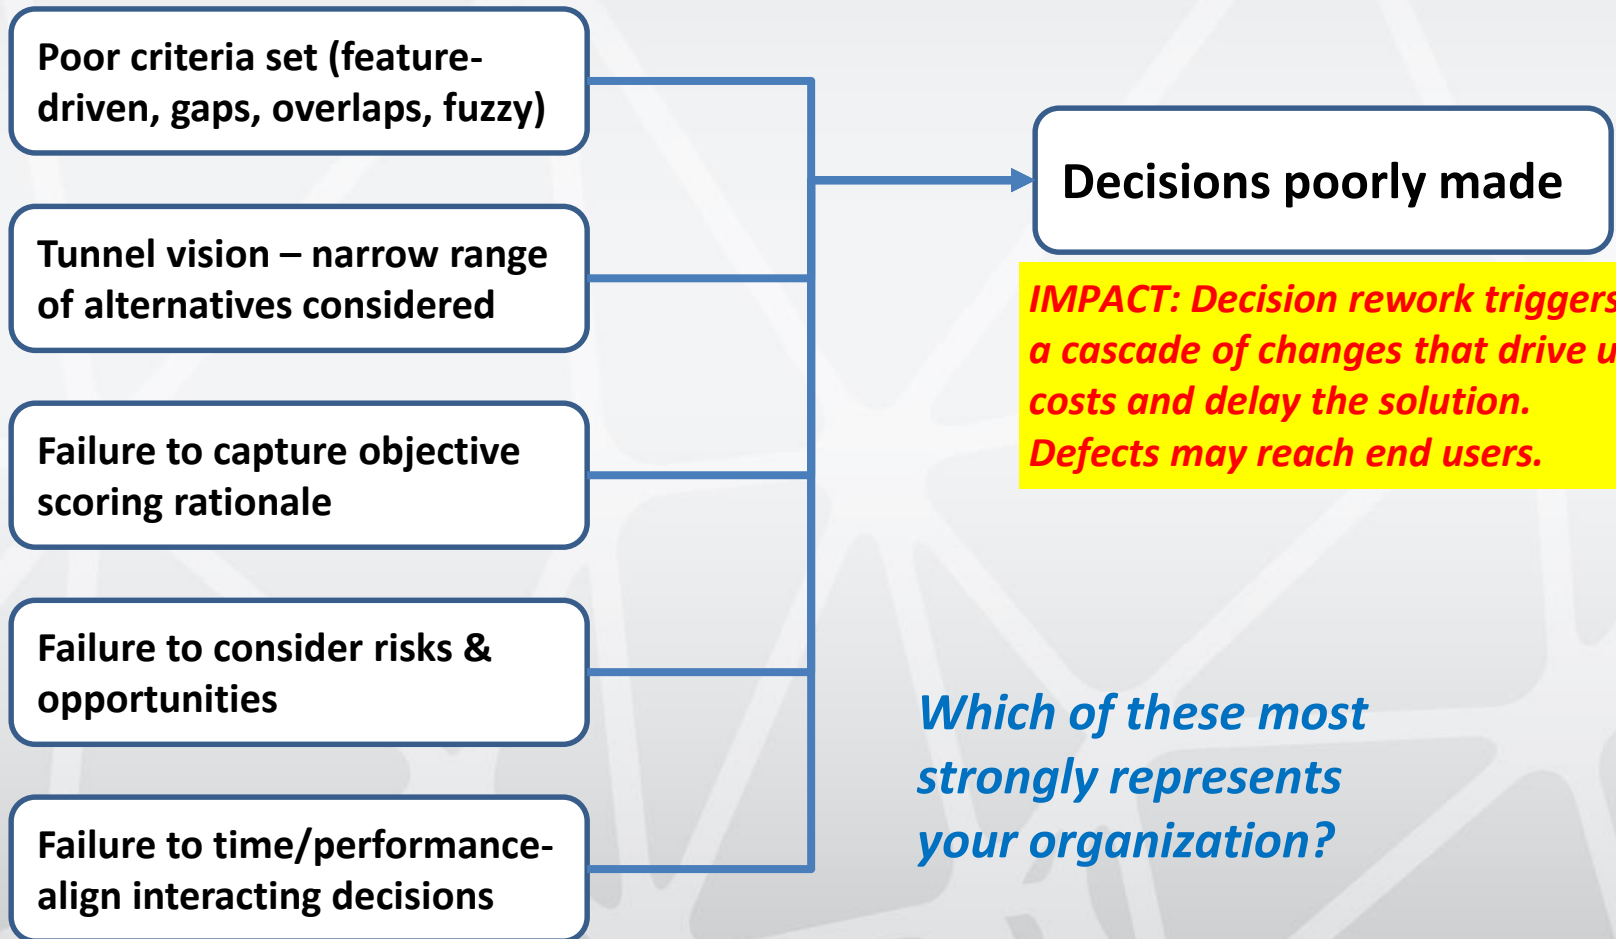 Poor criteria set (feature-
driven, gaps, overlaps, fuzzy)
Tunnel vision – narrow range
of alternatives considered
Failure to capture objective
scoring rationale
Failure to consider risks &
opportunities
Failure to time/performance-
align interacting decisions
Decisions poorly made
IMPACT: Decision rework triggers
a cascade of changes that drive u
costs and delay the solution.
Defects may reach end users.
Which of these most
strongly represents
your organization?